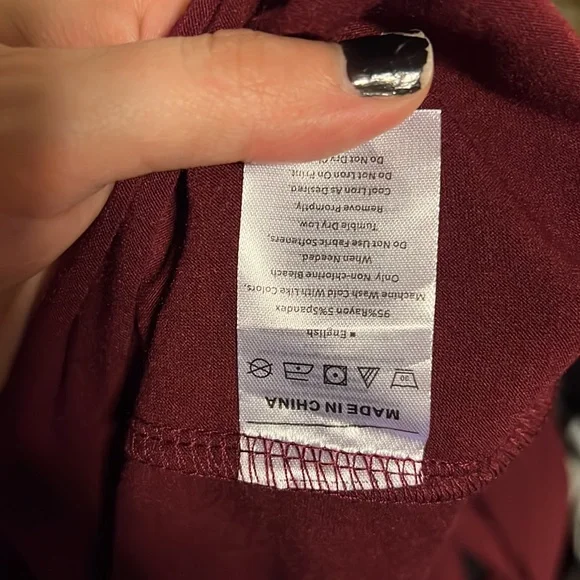 MADE IN CHINA
30
▪ English
95%Rayon 5%Spandex
Machine Wash Cold With Like Colors,
Only Non-chlorine Bleach
When Needed.
Do Not Use Fabric Softeners,
Tumble Dry Low
Remove Promptly.
Cool Iron As Desired
Do Not Iron On Print
Do Not Dry